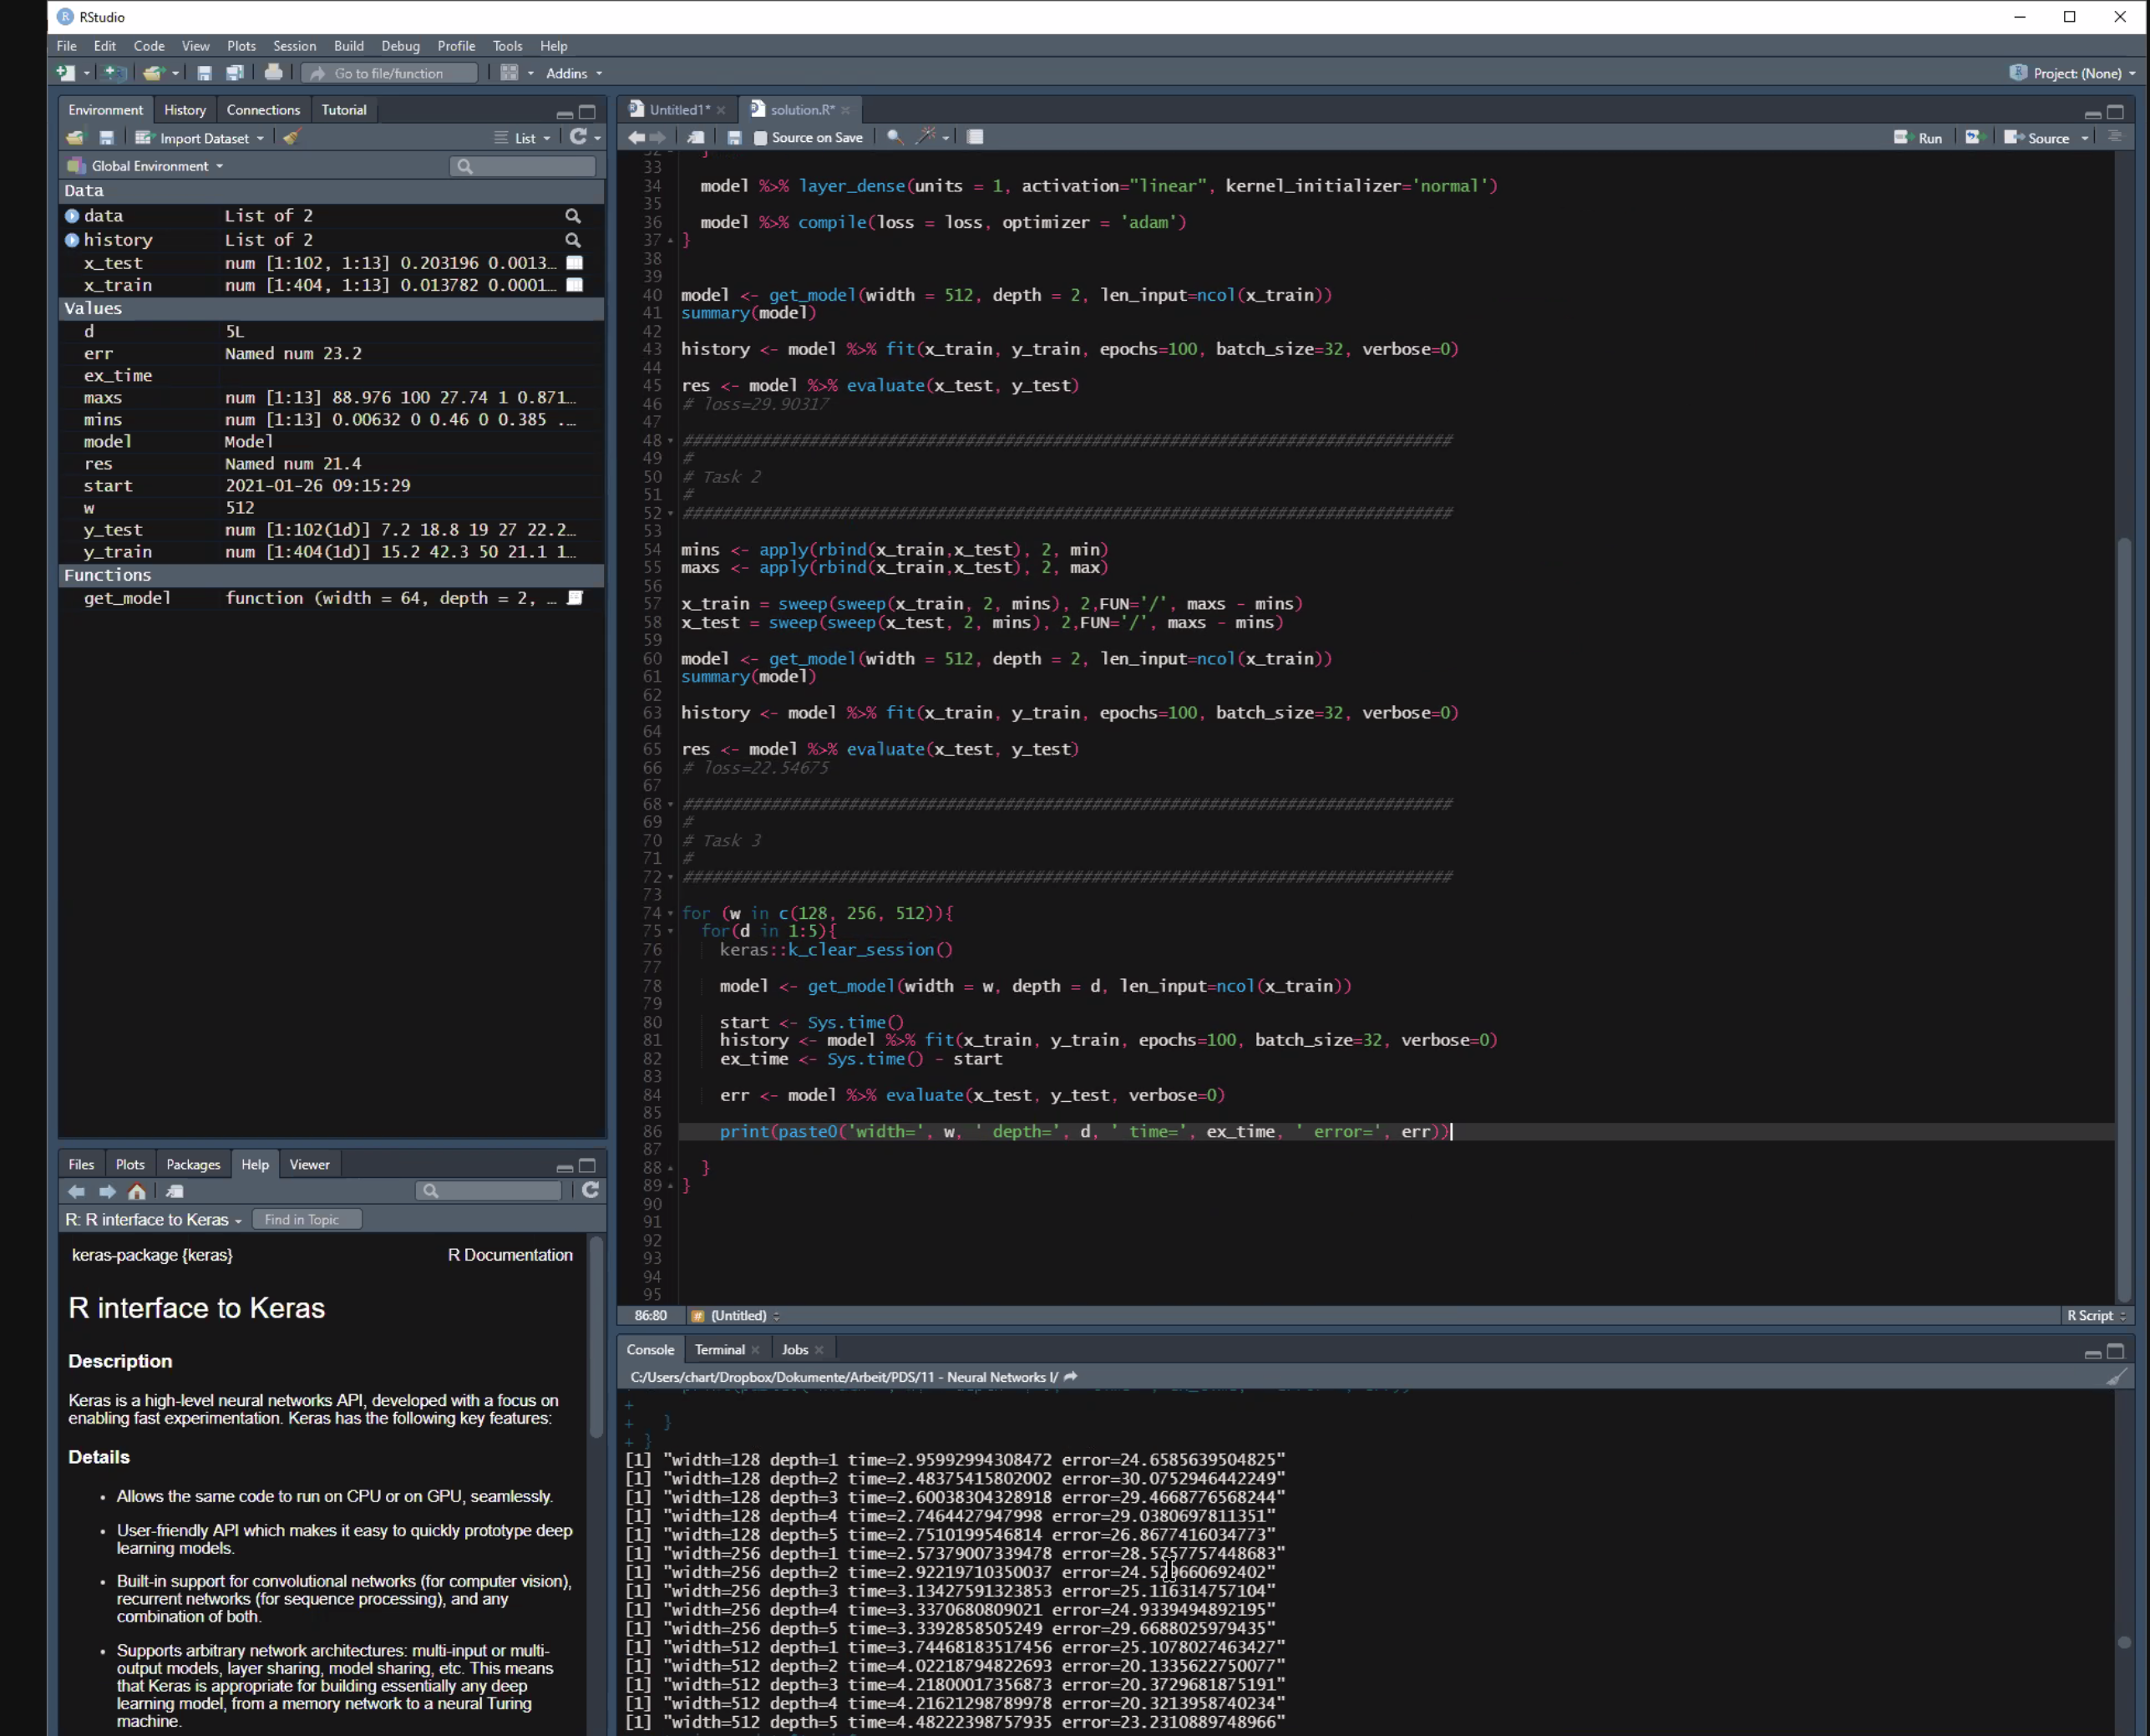 RStudio
File Edit Code View Plots Session Build Debug Profile Tools Help
Go to file/function Addins Project: (None)
Environment History Connections Tutorial
Import Dataset List
Global Environment
Data
data List of 2
history List of 2
x_test num [1:102, 1:13] 0.203196 0.0013…
x_train num [1:404, 1:13] 0.013782 0.0001…
Values
d 5L
err Named num 23.2
ex_time
maxs num [1:13] 88.976 100 27.74 1 0.871…
mins num [1:13] 0.00632 0 0.46 0 0.385 .…
model Model
res Named num 21.4
start 2021-01-26 09:15:29
w 512
y_test num [1:102(1d)] 7.2 18.8 19 27 22.2…
y_train num [1:404(1d)] 15.2 42.3 50 21.1 1…
Functions
get_model function (width = 64, depth = 2, …
Files Plots Packages Help Viewer
R: R interface to Keras Find in Topic
keras-package {keras} R Documentation
R interface to Keras
Description
Keras is a high-level neural networks API, developed with a focus on
enabling fast experimentation. Keras has the following key features:
Details
• Allows the same code to run on CPU or on GPU, seamlessly.
• User-friendly API which makes it easy to quickly prototype deep
learning models.
• Built-in support for convolutional networks (for computer vision),
recurrent networks (for sequence processing), and any
combination of both.
• Supports arbitrary network architectures: multi-input or multi-
output models, layer sharing, model sharing, etc. This means
that Keras is appropriate for building essentially any deep
learning model, from a memory network to a neural Turing
machine.
Untitled1* solution.R*
Source on Save Run Source
32 }
33
34 model %>% layer_dense(units = 1, activation="linear", kernel_initializer='normal')
35
36 model %>% compile(loss = loss, optimizer = 'adam')
37 }
38
39
40 model <- get_model(width = 512, depth = 2, len_input=ncol(x_train))
41 summary(model)
42
43 history <- model %>% fit(x_train, y_train, epochs=100, batch_size=32, verbose=0)
44
45 res <- model %>% evaluate(x_test, y_test)
46 # loss=29.90317
47
48 ###############################################################################
49 #
50 # Task 2
51 #
52 ###############################################################################
53
54 mins <- apply(rbind(x_train,x_test), 2, min)
55 maxs <- apply(rbind(x_train,x_test), 2, max)
56
57 x_train = sweep(sweep(x_train, 2, mins), 2,FUN='/', maxs - mins)
58 x_test = sweep(sweep(x_test, 2, mins), 2,FUN='/', maxs - mins)
59
60 model <- get_model(width = 512, depth = 2, len_input=ncol(x_train))
61 summary(model)
62
63 history <- model %>% fit(x_train, y_train, epochs=100, batch_size=32, verbose=0)
64
65 res <- model %>% evaluate(x_test, y_test)
66 # loss=22.54675
67
68 ###############################################################################
69 #
70 # Task 3
71 #
72 ###############################################################################
73
74 for (w in c(128, 256, 512)){
75 for(d in 1:5){
76 keras::k_clear_session()
77
78 model <- get_model(width = w, depth = d, len_input=ncol(x_train))
79
80 start <- Sys.time()
81 history <- model %>% fit(x_train, y_train, epochs=100, batch_size=32, verbose=0)
82 ex_time <- Sys.time() - start
83
84 err <- model %>% evaluate(x_test, y_test, verbose=0)
85
86 print(paste0('width=', w, ' depth=', d, ' time=', ex_time, ' error=', err))
87
88 }
89 }
90
91
92
93
94
95
86:80 (Untitled) R Script
Console Terminal Jobs
C:/Users/chart/Dropbox/Dokumente/Arbeit/PDS/11 - Neural Networks I/
+
+ }
+ }
[1] "width=128 depth=1 time=2.95992994308472 error=24.6585639504825"
[1] "width=128 depth=2 time=2.48375415802002 error=30.0752946442249"
[1] "width=128 depth=3 time=2.60038304328918 error=29.4668776568244"
[1] "width=128 depth=4 time=2.7464427947998 error=29.0380697811351"
[1] "width=128 depth=5 time=2.7510199546814 error=26.8677416034773"
[1] "width=256 depth=1 time=2.57379007339478 error=28.5757757448683"
[1] "width=256 depth=2 time=2.92219710350037
[1] "width=256 depth=3 time=3.13427591323853 error=25.116314757104"
[1] "width=256 depth=4 time=3.3370680809021 error=24.9339494892195"
[1] "width=256 depth=5 time=3.3392858505249 error=29.6688025979435"
[1] "width=512 depth=1 time=3.74468183517456 error=25.1078027463427"
[1] "width=512 depth=2 time=4.02218794822693 error=20.1335622750077"
[1] "width=512 depth=3 time=4.21800017356873 error=20.3729681875191"
[1] "width=512 depth=4 time=4.21621298789978 error=20.3213958740234"
[1] "width=512 depth=5 time=4.48222398757935 error=23.2310889748966"